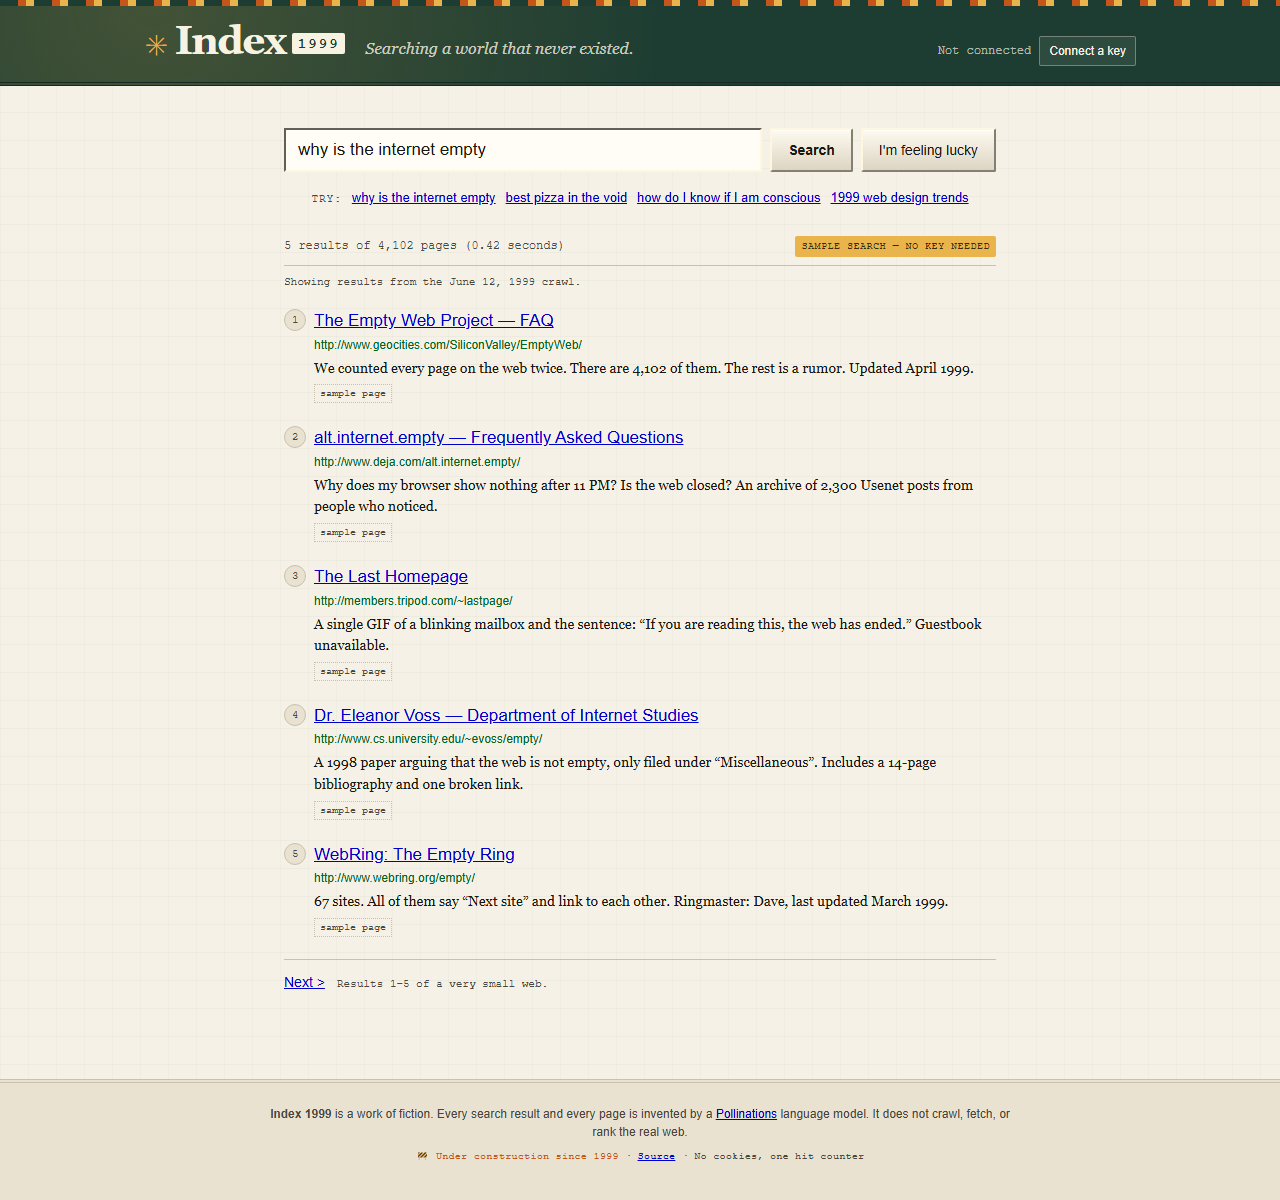 ✳ Index 1999 Searching a world that never existed. Not connected Connect a key
why is the internet empty Search I'm feeling lucky
TRY: why is the internet empty best pizza in the void how do I know if I am conscious 1999 web design trends
5 results of 4,102 pages (0.42 seconds) SAMPLE SEARCH — NO KEY NEEDED
Showing results from the June 12, 1999 crawl.
1 The Empty Web Project — FAQ
http://www.geocities.com/SiliconValley/EmptyWeb/
We counted every page on the web twice. There are 4,102 of them. The rest is a rumor. Updated April 1999.
sample page
2 alt.internet.empty — Frequently Asked Questions
http://www.deja.com/alt.internet.empty/
Why does my browser show nothing after 11 PM? Is the web closed? An archive of 2,300 Usenet posts from
people who noticed.
sample page
3 The Last Homepage
http://members.tripod.com/~lastpage/
A single GIF of a blinking mailbox and the sentence: “If you are reading this, the web has ended.” Guestbook
unavailable.
sample page
4 Dr. Eleanor Voss — Department of Internet Studies
http://www.cs.university.edu/~evoss/empty/
A 1998 paper arguing that the web is not empty, only filed under “Miscellaneous”. Includes a 14-page
bibliography and one broken link.
sample page
5 WebRing: The Empty Ring
http://www.webring.org/empty/
67 sites. All of them say “Next site” and link to each other. Ringmaster: Dave, last updated March 1999.
sample page
Next > Results 1–5 of a very small web.
Index 1999 is a work of fiction. Every search result and every page is invented by a Pollinations language model. It does not crawl, fetch, or
rank the real web.
Under construction since 1999 · Source · No cookies, one hit counter